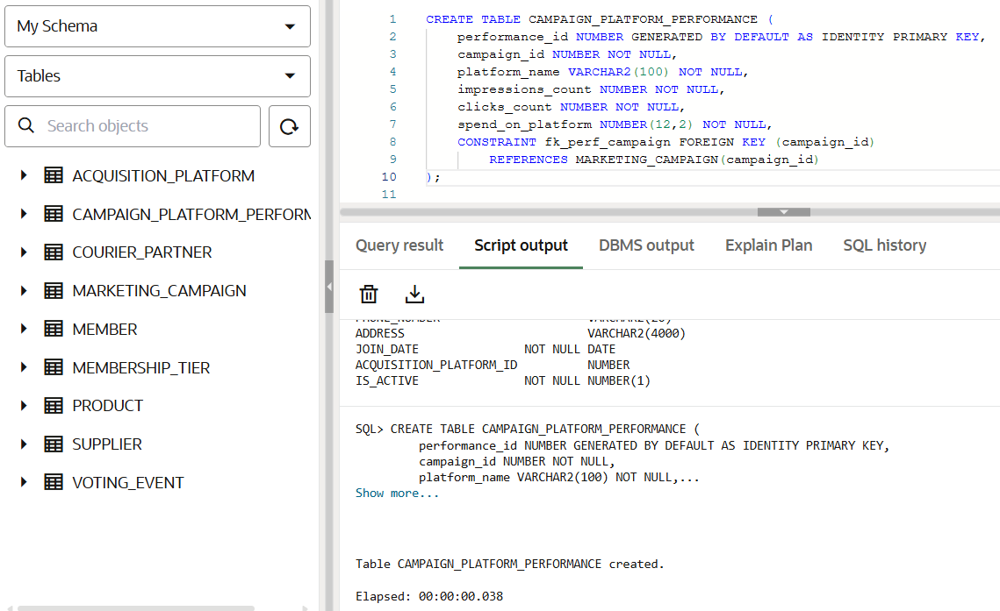 My Schema
Tables
Search objects
ACQUISITION_PLATFORM
CAMPAIGN_PLATFORM_PERFORM
COURIER_PARTNER
MARKETING_CAMPAIGN
MEMBER
MEMBERSHIP_TIER
PRODUCT
SUPPLIER
VOTING_EVENT
1 CREATE TABLE CAMPAIGN_PLATFORM_PERFORMANCE (
2 performance_id NUMBER GENERATED BY DEFAULT AS IDENTITY PRIMARY KEY,
3 campaign_id NUMBER NOT NULL,
4 platform_name VARCHAR2(100) NOT NULL,
5 impressions_count NUMBER NOT NULL,
6 clicks_count NUMBER NOT NULL,
7 spend_on_platform NUMBER(12,2) NOT NULL,
8 CONSTRAINT fk_perf_campaign FOREIGN KEY (campaign_id)
9 REFERENCES MARKETING_CAMPAIGN(campaign_id)
10 );
11
Query result Script output DBMS output Explain Plan SQL history
PHONE_NUMBER VARCHAR2(20)
ADDRESS VARCHAR2(4000)
JOIN_DATE NOT NULL DATE
ACQUISITION_PLATFORM_ID NUMBER
IS_ACTIVE NOT NULL NUMBER(1)
SQL> CREATE TABLE CAMPAIGN_PLATFORM_PERFORMANCE (
performance_id NUMBER GENERATED BY DEFAULT AS IDENTITY PRIMARY KEY,
campaign_id NUMBER NOT NULL,
platform_name VARCHAR2(100) NOT NULL,...
Show more...
Table CAMPAIGN_PLATFORM_PERFORMANCE created.
Elapsed: 00:00:00.038